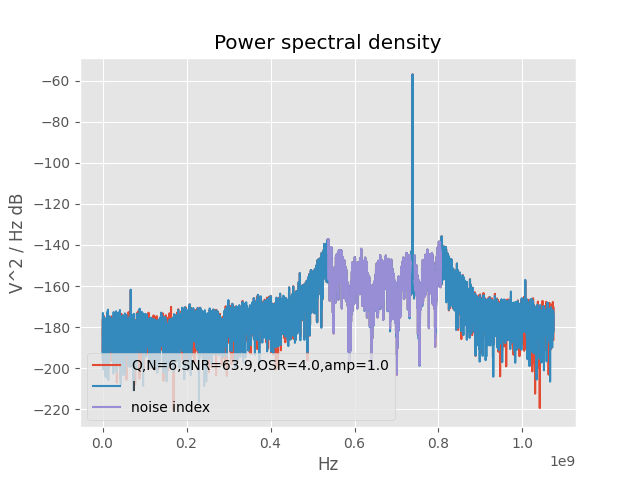 Power spectral density
V^2 / Hz dB
−60
−80
−100
−120
−140
−160
−180
−200
−220
Q,N=6,SNR=63.9,OSR=4.0,amp=1.0
I
noise index
0.0
0.2
0.4
0.6
0.8
1.0
1e9
Hz